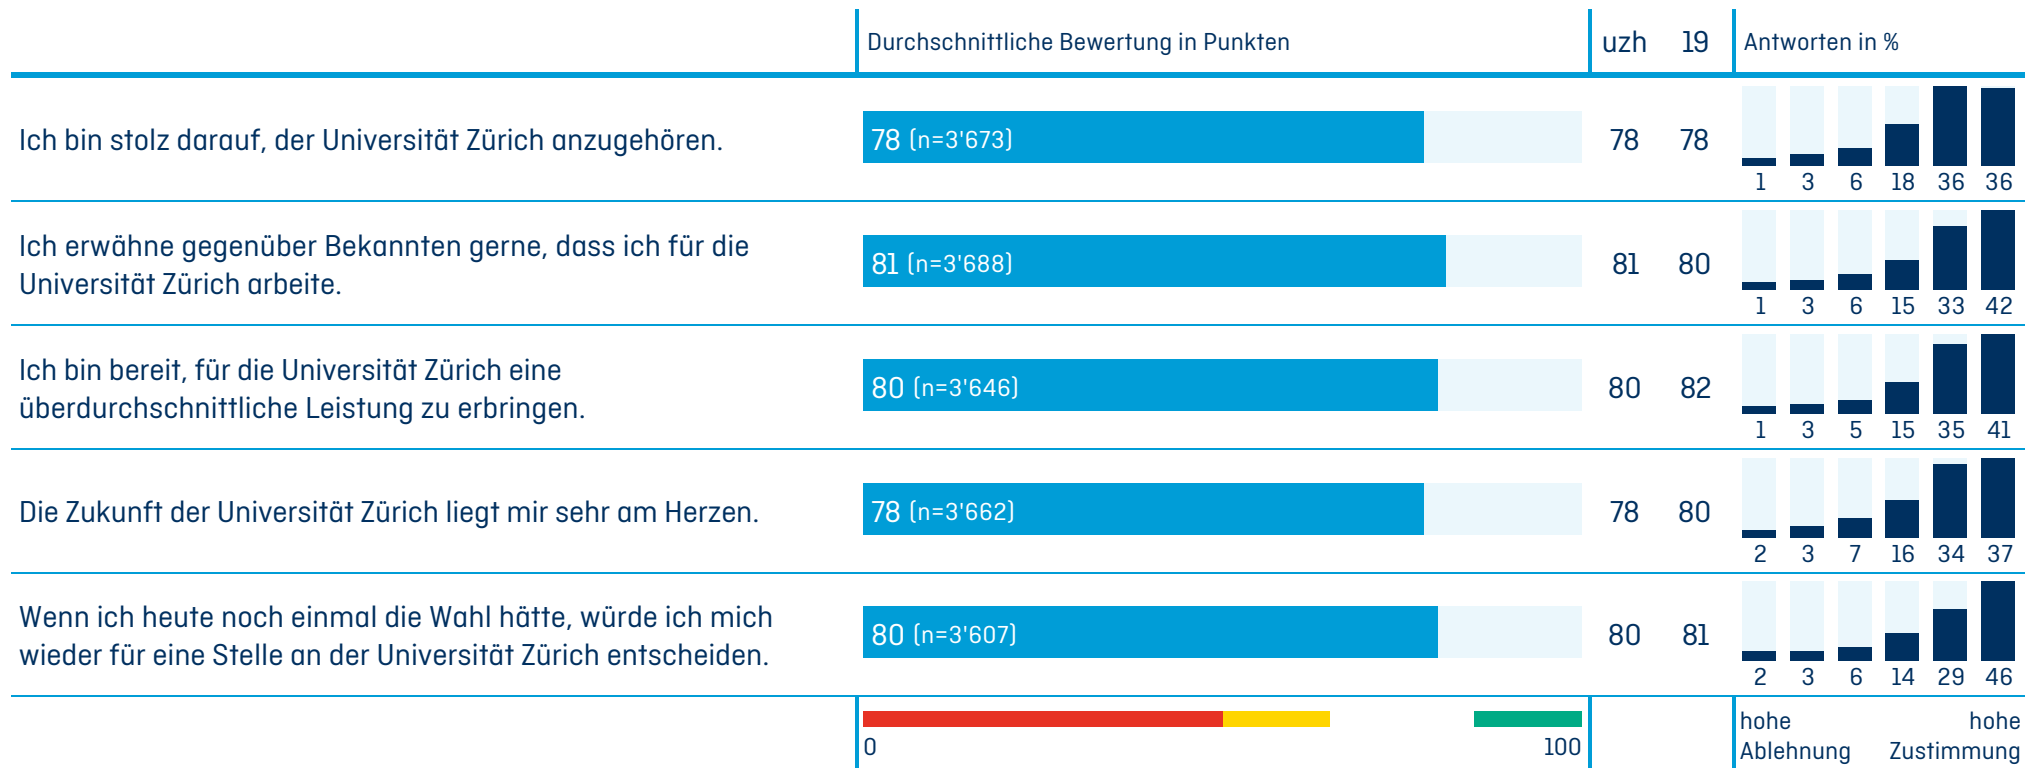 Durchschnittliche Bewertung in Punkten uzh 19 Antworten in %
Ich bin stolz darauf, der Universität Zürich anzugehören. 78 (n=3'673) 78 78
1 3 6 18 36 36
Ich erwähne gegenüber Bekannten gerne, dass ich für die
Universität Zürich arbeite.
81 (n=3'688) 81 80
1 3 6 15 33 42
Ich bin bereit, für die Universität Zürich eine
überdurchschnittliche Leistung zu erbringen.
80 (n=3'646) 80 82
1 3 5 15 35 41
Die Zukunft der Universität Zürich liegt mir sehr am Herzen. 78 (n=3'662) 78 80
2 3 7 16 34 37
Wenn ich heute noch einmal die Wahl hätte, würde ich mich
wieder für eine Stelle an der Universität Zürich entscheiden.
80 (n=3'607) 80 81
2 3 6 14 29 46
0 100
hohe Ablehnung
hohe Zustimmung